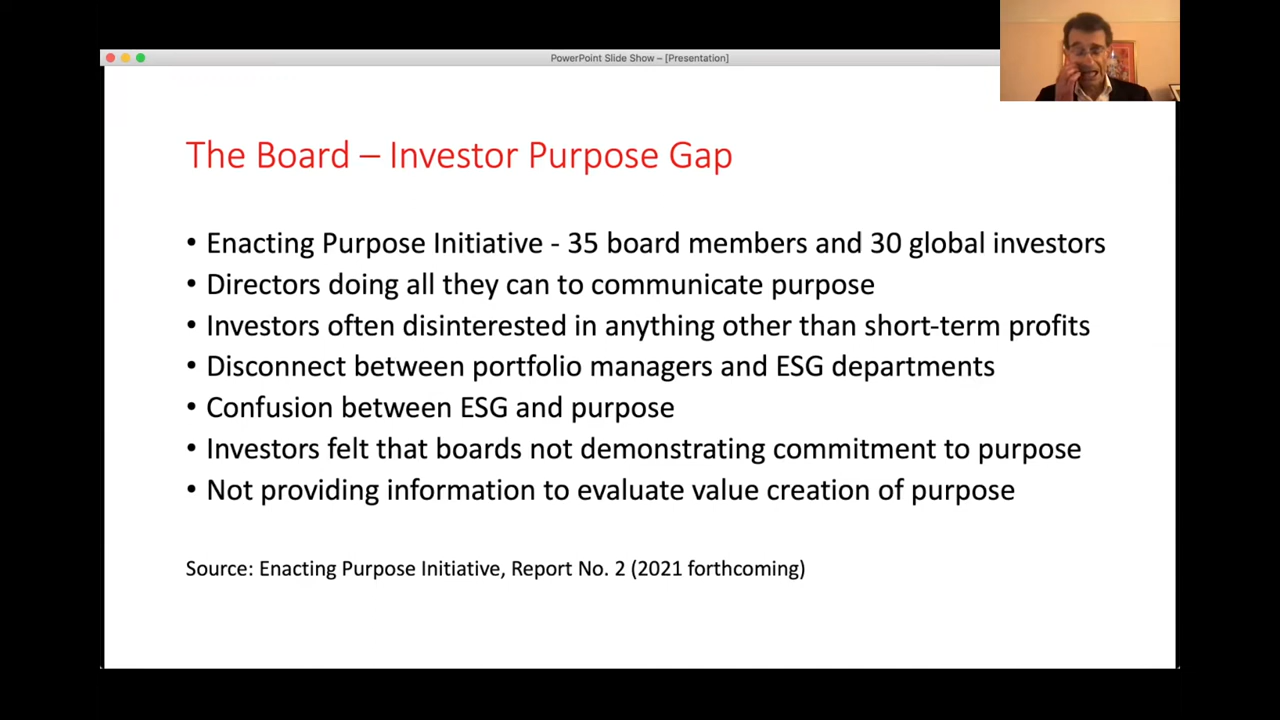 PowerPoint Slide Show – [Presentation]
The Board – Investor Purpose Gap
• Enacting Purpose Initiative - 35 board members and 30 global investors
• Directors doing all they can to communicate purpose
• Investors often disinterested in anything other than short-term profits
• Disconnect between portfolio managers and ESG departments
• Confusion between ESG and purpose
• Investors felt that boards not demonstrating commitment to purpose
• Not providing information to evaluate value creation of purpose
Source: Enacting Purpose Initiative, Report No. 2 (2021 forthcoming)